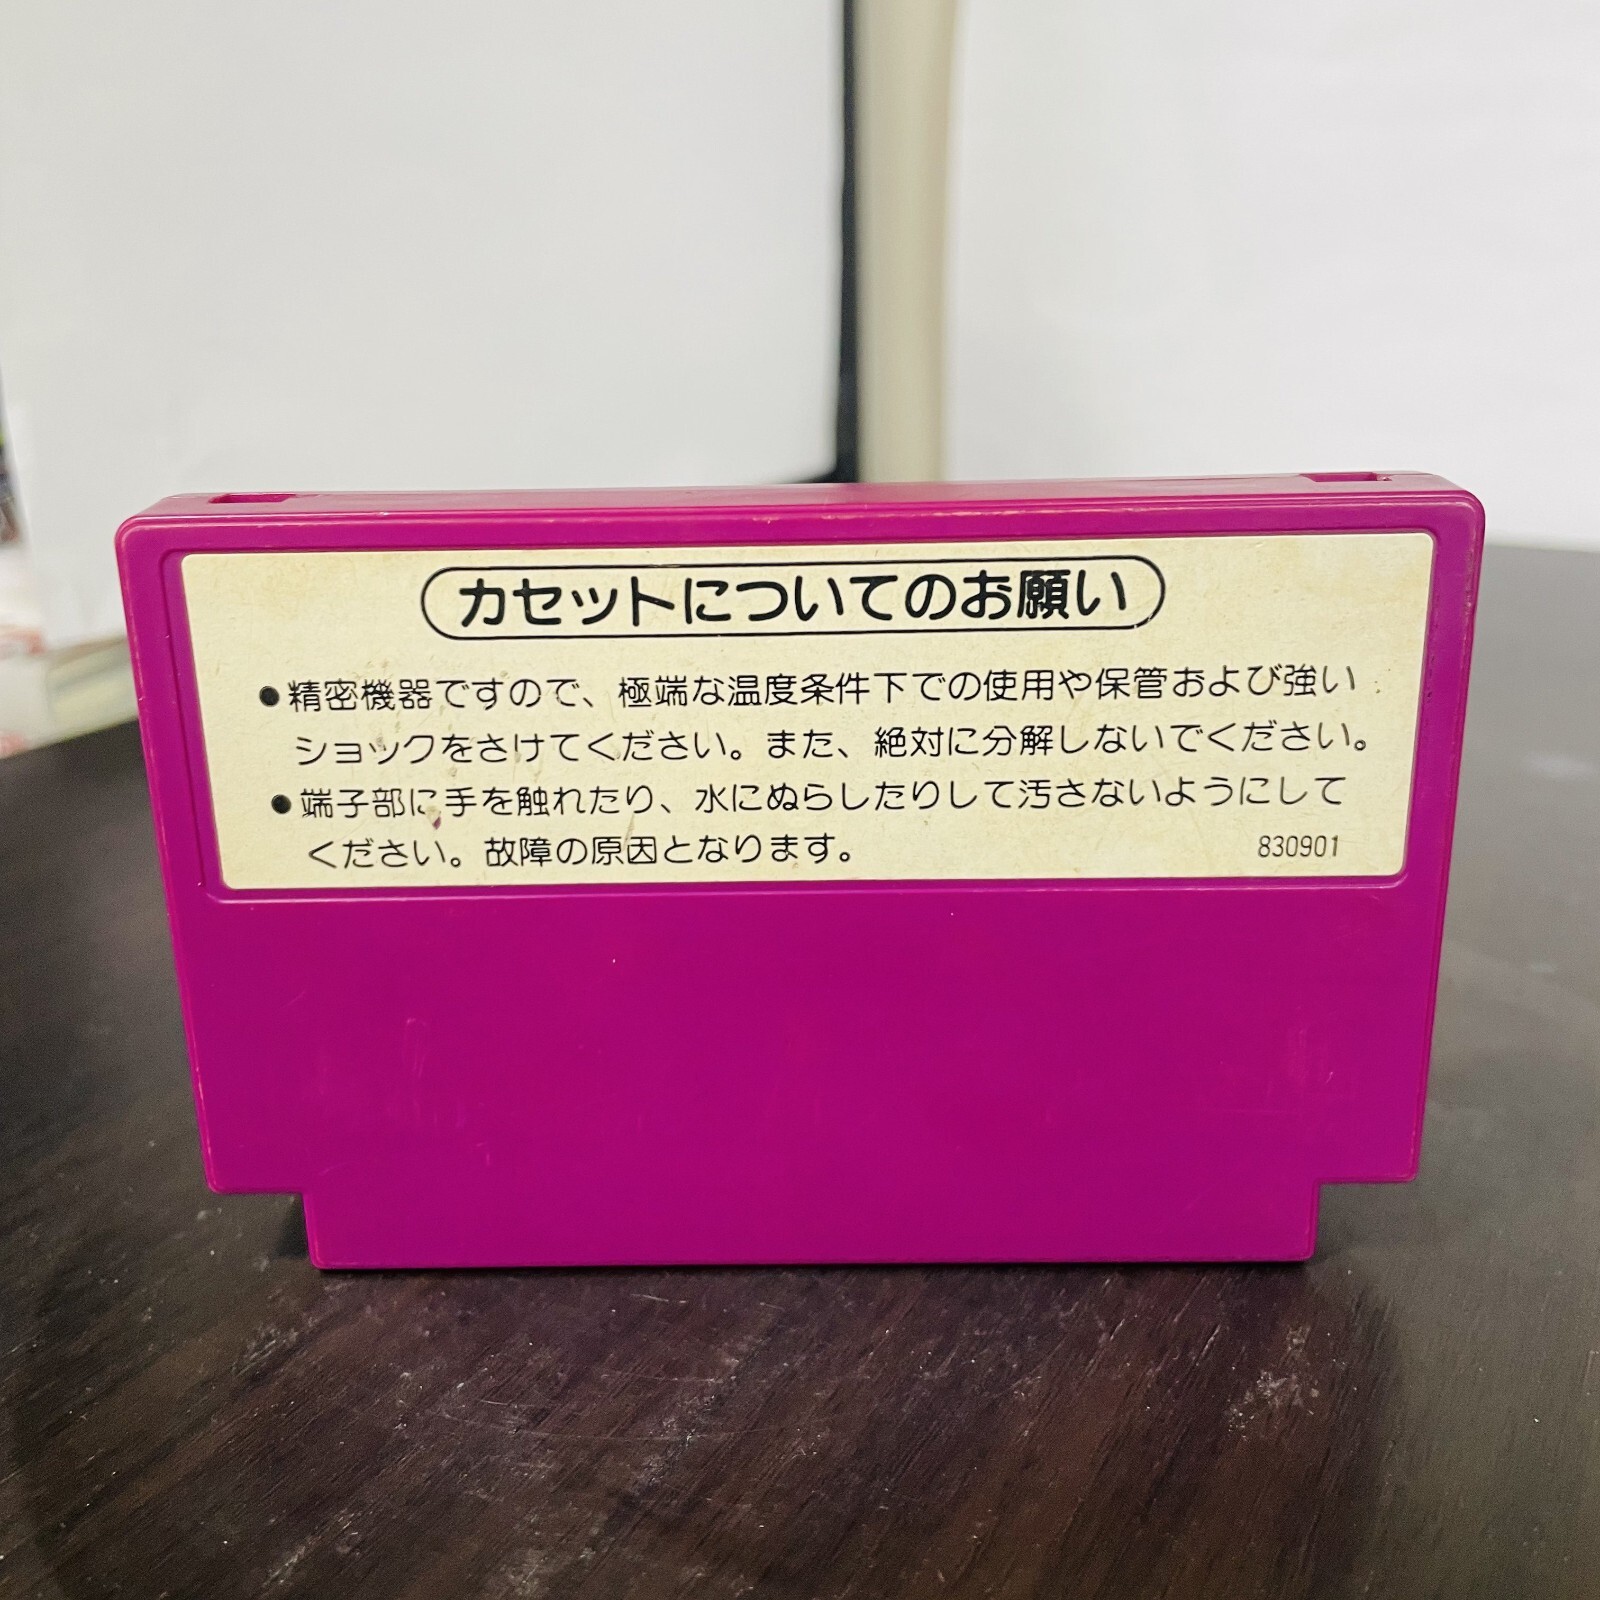 カセットについてのお願い
●精密機器ですので、極端な温度条件下での使用や保管および強い
ショックをさけてください。また、絶対に分解しないでください。
●端子部に手を触れたり、水にぬらしたりして汚さないようにして
ください。故障の原因となります。
830901